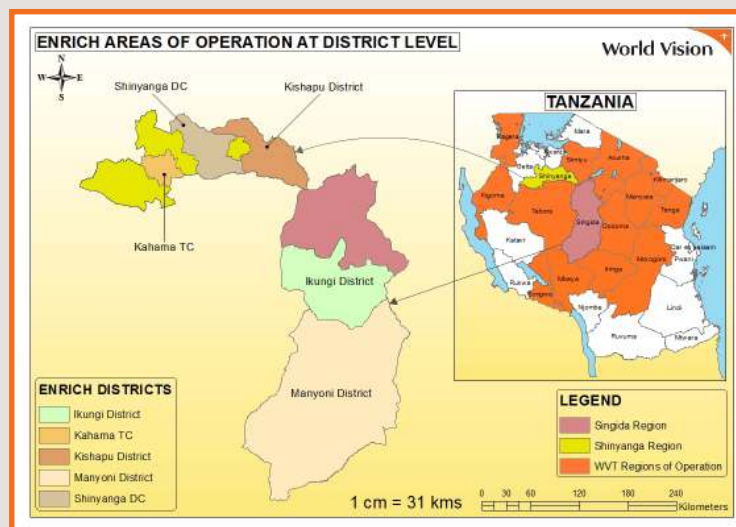 ENRICH AREAS OF OPERATION AT DISTRICT LEVEL
World Vision
N
W E
S
Shinyanga DC
Kishapu District
Kahama TC
Ikungi District
Manyoni District
TANZANIA
Kagera
Mara
Geita
Simiyu
Arusha
Shinyanga
Kilimanjaro
Kigoma
Tabora
Singida
Manyara
Tanga
Dodoma
Katavi
Dar es salaam
Pwani
Morogoro
Iringa
Mbeya
Rukwa
Njombe
Lindi
Ruvuma
Mtwara
ENRICH DISTRICTS
Ikungi District
Kahama TC
Kishapu District
Manyoni District
Shinyanga DC
LEGEND
Singida Region
Shinyanga Region
WVT Regions of Operation
1 cm = 31 kms
0 30 60 120 180 240
Kilometers